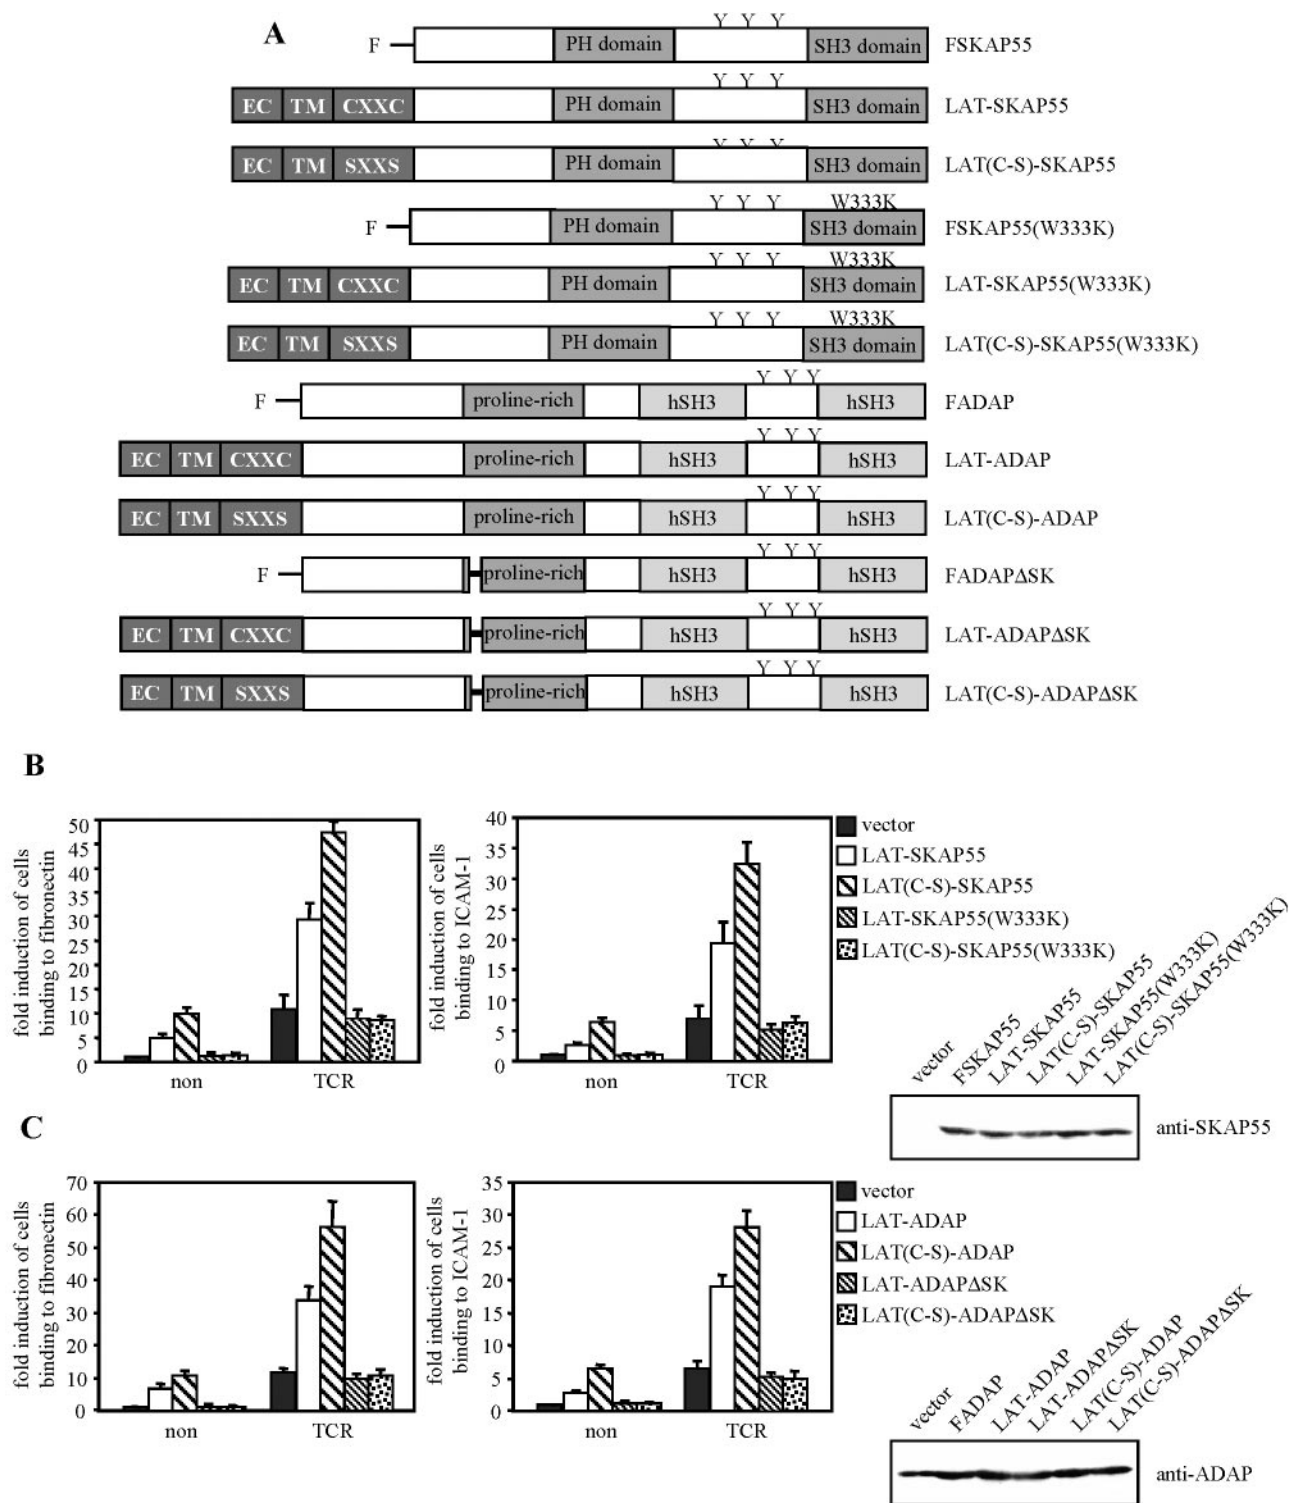 A
F
Y Y Y
PH domain
SH3 domain
FSKAP55
EC TM CXXC
Y Y Y
PH domain
SH3 domain
LAT-SKAP55
EC TM SXXS
Y Y Y
PH domain
SH3 domain
LAT(C-S)-SKAP55
F
Y Y Y
W333K
PH domain
SH3 domain
FSKAP55(W333K)
EC TM CXXC
Y Y Y
W333K
PH domain
SH3 domain
LAT-SKAP55(W333K)
EC TM SXXS
Y Y Y
W333K
PH domain
SH3 domain
LAT(C-S)-SKAP55(W333K)
F
Y Y Y
proline-rich
hSH3
hSH3
FADAP
EC TM CXXC
Y Y Y
proline-rich
hSH3
hSH3
LAT-ADAP
EC TM SXXS
Y Y Y
proline-rich
hSH3
hSH3
LAT(C-S)-ADAP
F
Y Y Y
proline-rich
hSH3
hSH3
FADAPΔSK
EC TM CXXC
Y Y Y
proline-rich
hSH3
hSH3
LAT-ADAPΔSK
EC TM SXXS
Y Y Y
proline-rich
hSH3
hSH3
LAT(C-S)-ADAPΔSK
B
fold induction of cells
binding to fibronectin
50
45
40
35
30
25
20
15
10
5
0
non
TCR
fold induction of cells
binding to ICAM-1
40
35
30
25
20
15
10
5
0
non
TCR
vector
LAT-SKAP55
LAT(C-S)-SKAP55
LAT-SKAP55(W333K)
LAT(C-S)-SKAP55(W333K)
vector
FSKAP55
LAT-SKAP55
LAT(C-S)-SKAP55
LAT-SKAP55(W333K)
LAT(C-S)-SKAP55(W333K)
anti-SKAP55
C
fold induction of cells
binding to fibronectin
70
60
50
40
30
20
10
0
non
TCR
fold induction of cells
binding to ICAM-1
35
30
25
20
15
10
5
0
non
TCR
vector
LAT-ADAP
LAT(C-S)-ADAP
LAT-ADAPΔSK
LAT(C-S)-ADAPΔSK
vector
FADAP
LAT-ADAP
LAT-ADAPΔSK
LAT(C-S)-ADAP
LAT(C-S)-ADAPΔSK
anti-ADAP